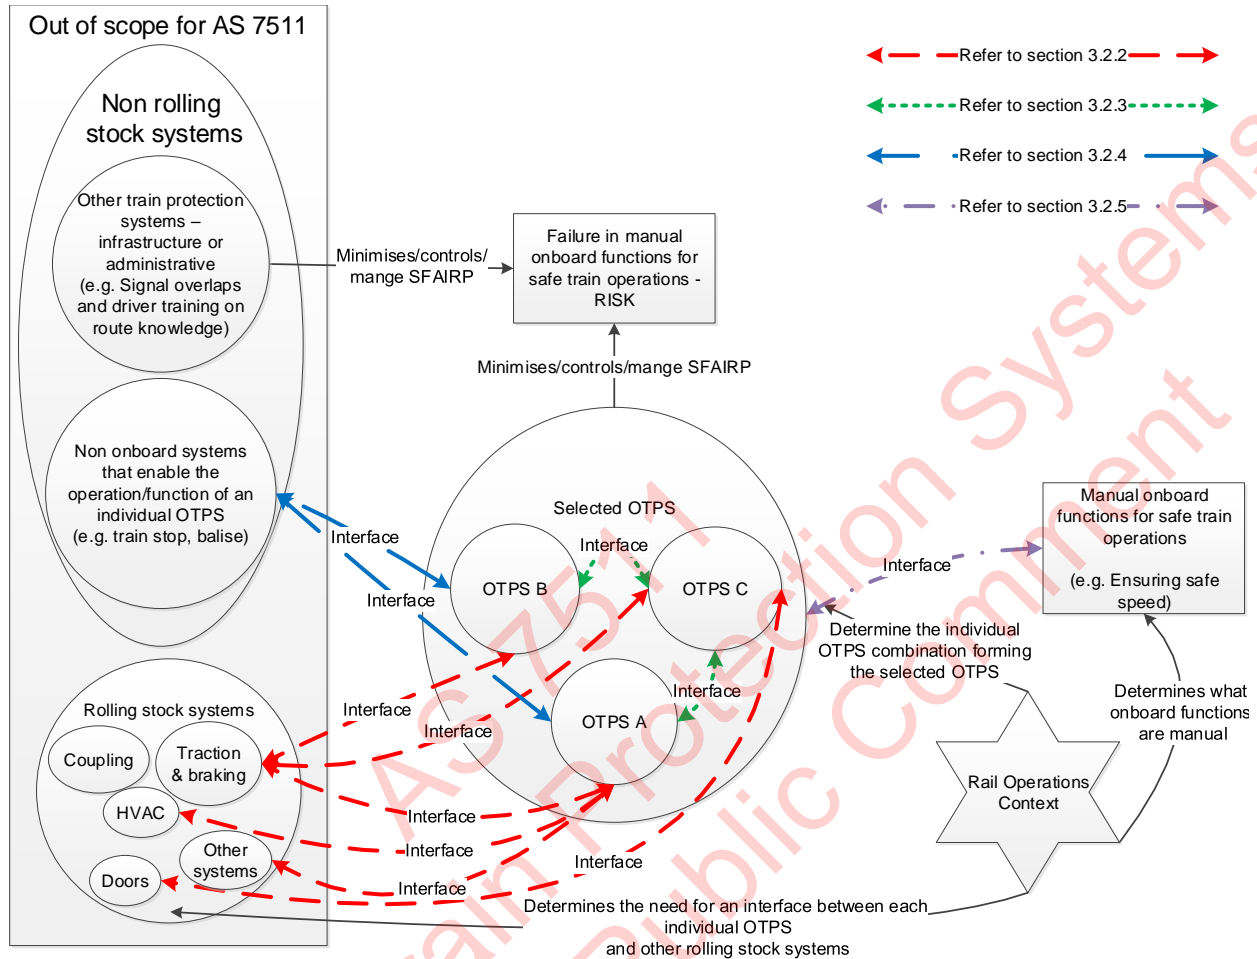 Out of scope for AS 7511
Non rolling
stock systems
Other train protection
systems –
infrastructure or
administrative
(e.g. Signal overlaps
and driver training on
route knowledge)
Non onboard systems
that enable the
operation/function of an
individual OTPS
(e.g. train stop, balise)
Rolling stock systems
Coupling
Traction
& braking
HVAC
Other
systems
Doors
Minimises/controls/
mange SFAIRP
Failure in manual
onboard functions for
safe train operations -
RISK
Minimises/controls/mange SFAIRP
Refer to section 3.2.2
Refer to section 3.2.3
Refer to section 3.2.4
Refer to section 3.2.5
Selected OTPS
Interface
OTPS B
OTPS C
Interface
OTPS A
Interface
Interface
Interface
Interface
Interface
Interface
Interface
Interface
Interface
Manual onboard
functions for safe train
operations
(e.g. Ensuring safe
speed)
Determine the individual
OTPS combination forming
the selected OTPS
Determines what
onboard functions
are manual
Rail Operations
Context
Determines the need for an interface between each
individual OTPS
and other rolling stock systems
AS 7511
Train Protection Systems
Public Comment